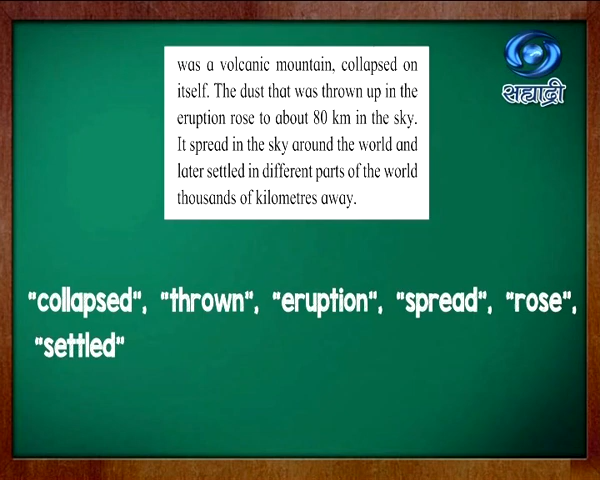 was a volcanic mountain, collapsed on
itself. The dust that was thrown up in the
eruption rose to about 80 km in the sky.
It spread in the sky around the world and
later settled in different parts of the world
thousands of kilometres away.
सह्याद्री
"collapsed", "thrown", "eruption", "spread", "rose",
"settled"